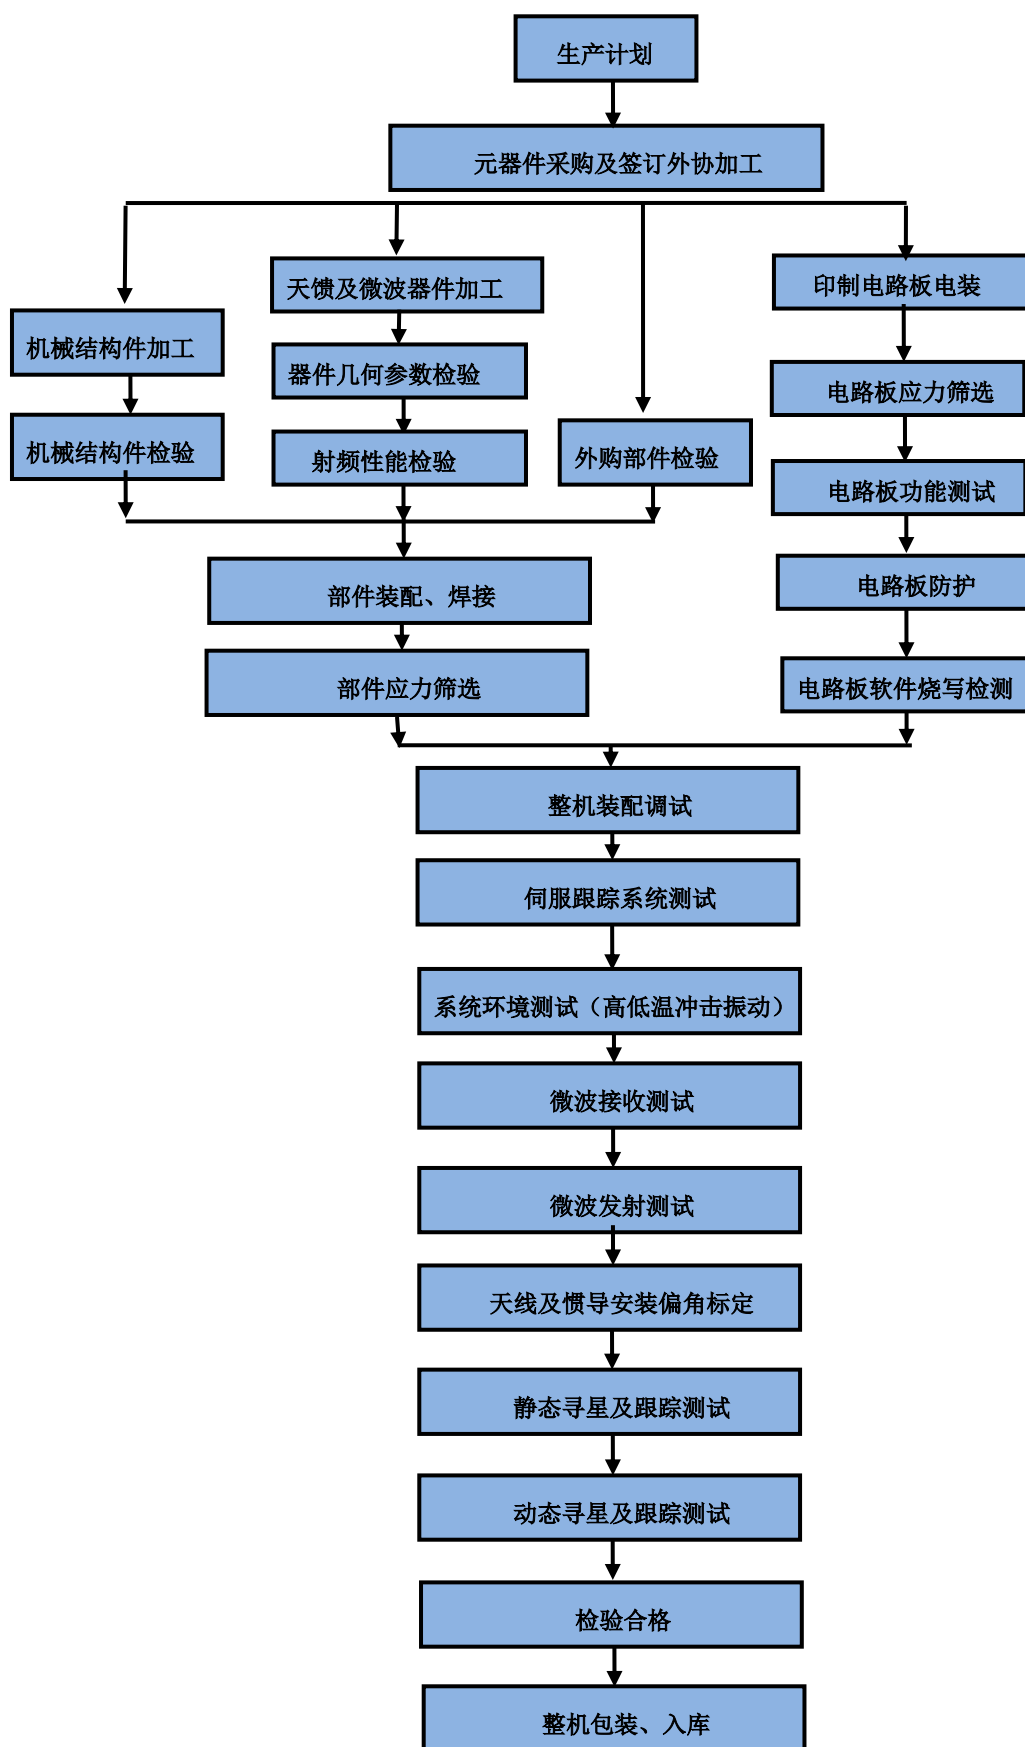 生产计划
元器件采购及签订外协加工
天馈及微波器件加工
印制电路板电装
机械结构件加工
器件几何参数检验
电路板应力筛选
机械结构件检验
射频性能检验
外购部件检验
电路板功能测试
部件装配、焊接
电路板防护
部件应力筛选
电路板软件烧写检测
整机装配调试
伺服跟踪系统测试
系统环境测试（高低温冲击振动）
微波接收测试
微波发射测试
天线及惯导安装偏角标定
静态寻星及跟踪测试
动态寻星及跟踪测试
检验合格
整机包装、入库